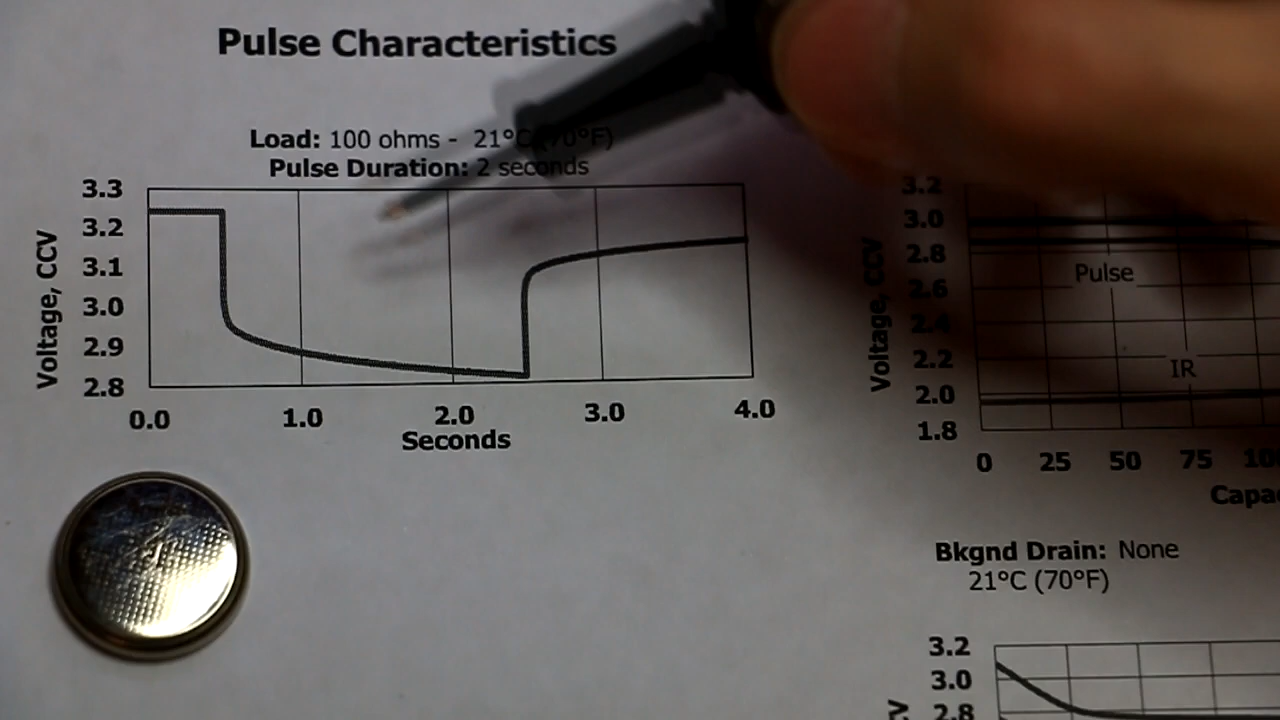 Pulse Characteristics
Load: 100 ohms - 21°C (70°F)
Pulse Duration: 2 seconds
3.3
3.2
3.1
3.0
2.9
2.8
Voltage, CCV
0.0 1.0 2.0 3.0 4.0
Seconds
3.2
3.0
2.8
2.6
2.4
2.2
2.0
1.8
Voltage, CCV
Pulse
IR
0 25 50 75
Bkgnd Drain: None
21°C (70°F)
3.2
3.0
2.8